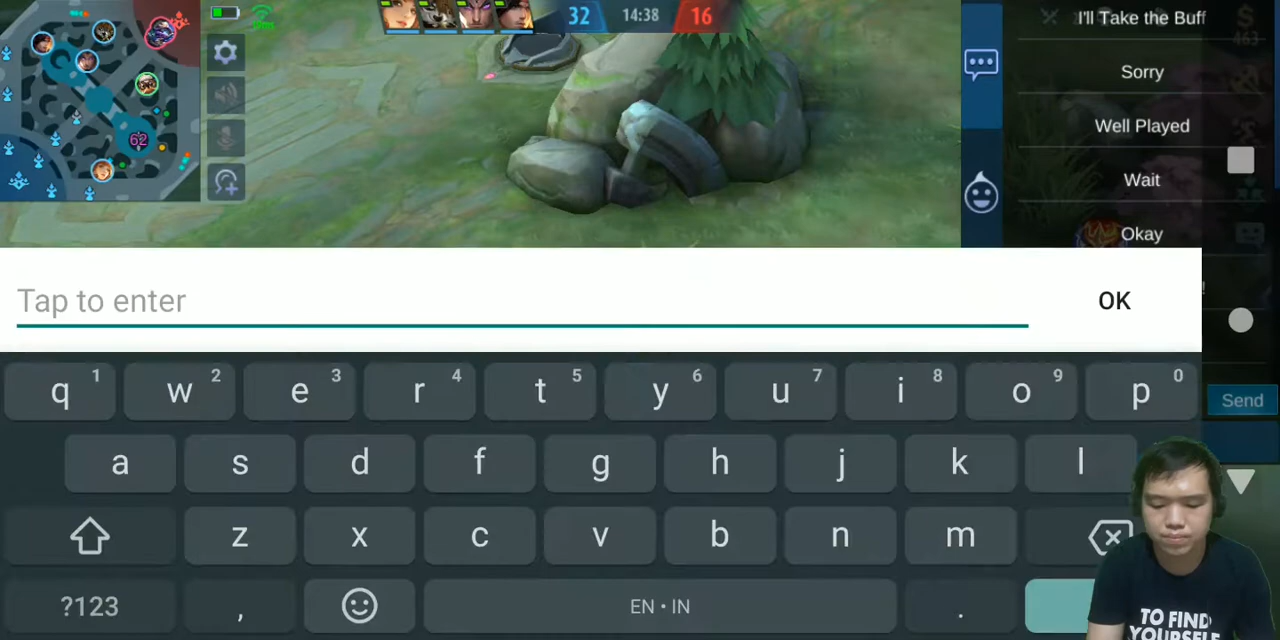 32 14:38 16
I'll Take the Buff
463
Sorry
Well Played
Wait
Okay
62
Tap to enter
OK
Send
q 1 w 2 e 3 r 4 t 5 y 6 u 7 i 8 o 9 p 0
a s d f g h j k l
z x c v b n m
?123 , EN • IN .
TO FIND
YOURSELF